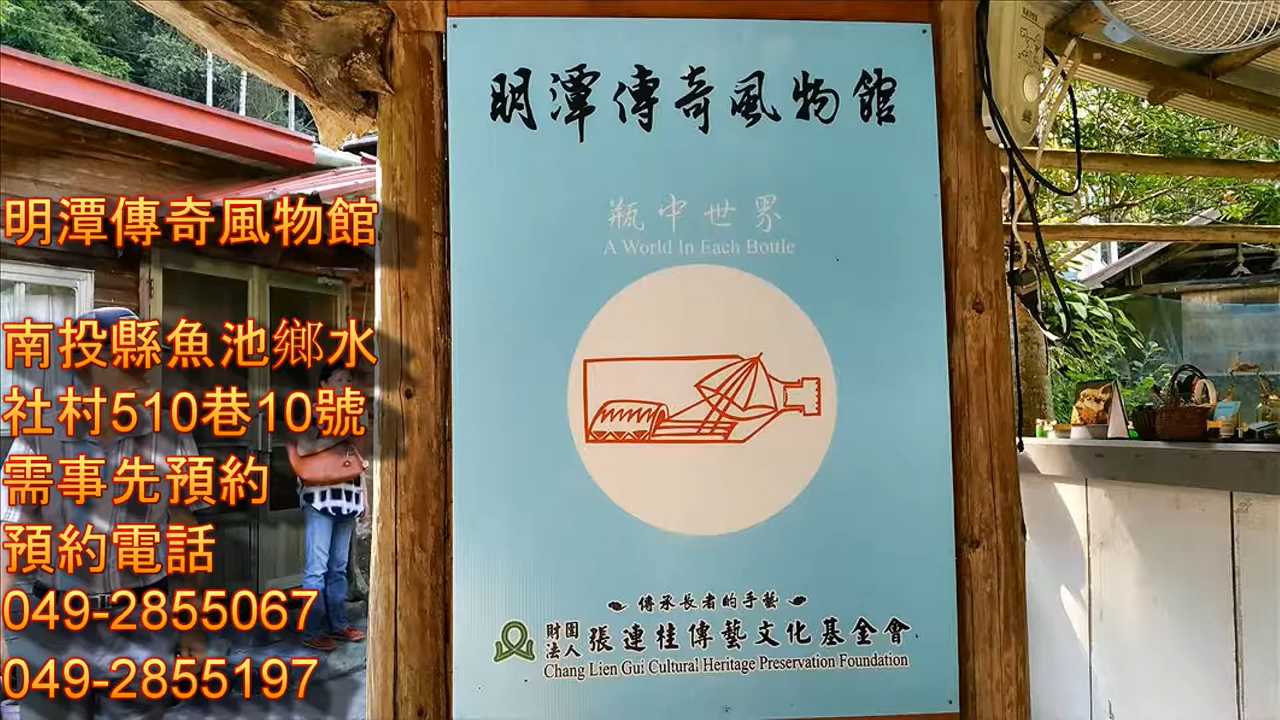 明潭傳奇風物館
南投縣魚池鄉水
社村510巷10號
需事先預約
預約電話
049-2855067
049-2855197
明潭傳奇風物館
瓶中世界
A World In Each Bottle
傳承長者的手藝
財團法人 張連桂傳藝文化基金會
Chang Lien Gui Cultural Heritage Preservation Foundation